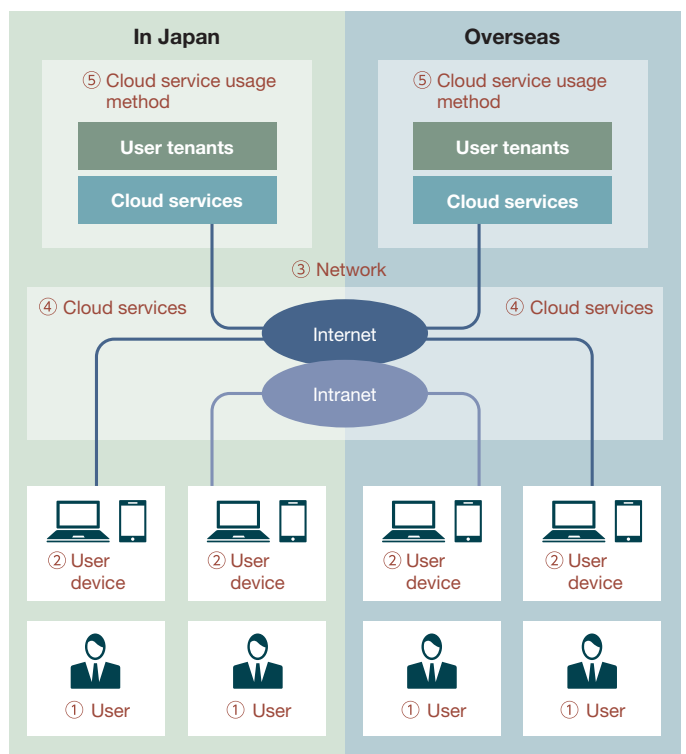 In Japan
Overseas
⑤ Cloud service usage
method
⑤ Cloud service usage
method
User tenants
User tenants
Cloud services
Cloud services
③ Network
④ Cloud services
④ Cloud services
Internet
Intranet
② User
device
② User
device
② User
device
② User
device
① User
① User
① User
① User